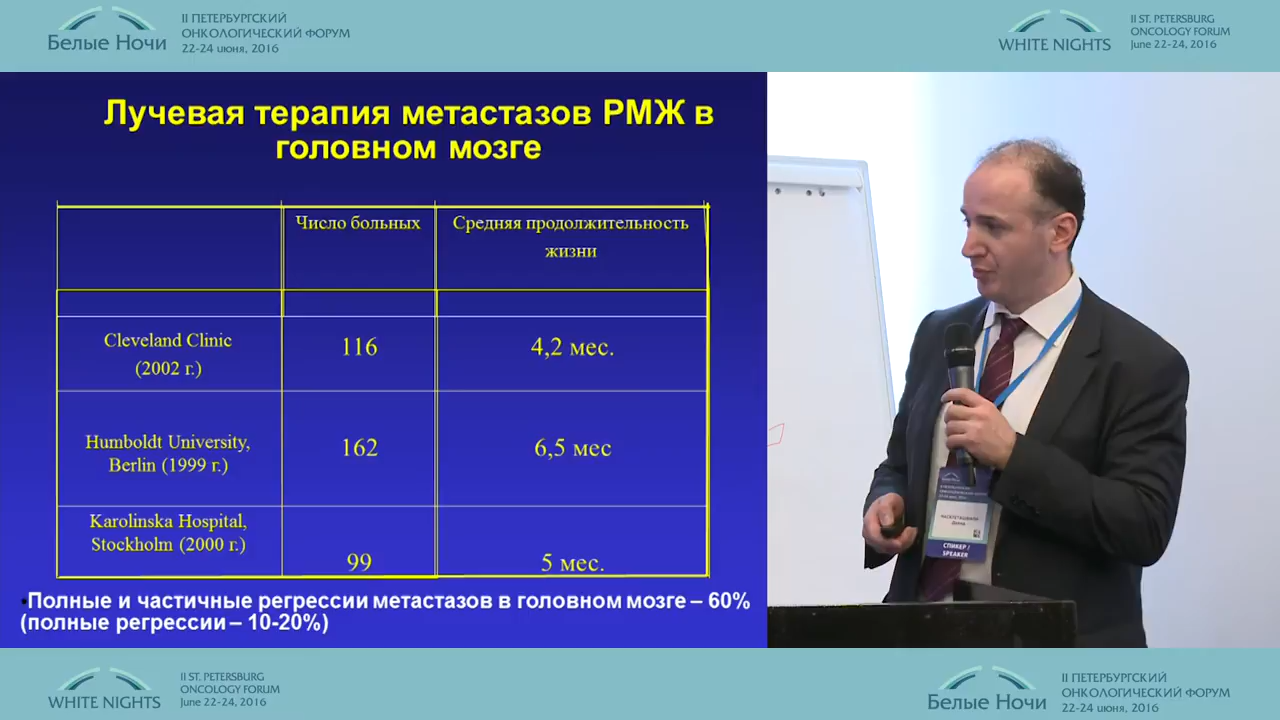 II ПЕТЕРБУРГСКИЙ
ОНКОЛОГИЧЕСКИЙ ФОРУМ
22-24 июня, 2016
Белые Ночи
II ST. PETERSBURG
ONCOLOGY FORUM
June 22-24, 2016
WHITE NIGHTS
Лучевая терапия метастазов РМЖ в
головном мозге
Число больных
Средняя продолжительность
жизни
Cleveland Clinic
(2002 г.)
116
4,2 мес.
Humboldt University,
Berlin (1999 г.)
162
6,5 мес
Karolinska Hospital,
Stockholm (2000 г.)
99
5 мес.
•Полные и частичные регрессии метастазов в головном мозге – 60%
(полные регрессии – 10-20%)
СПИКЕР /
SPEAKER
II ST. PETERSBURG
ONCOLOGY FORUM
June 22-24, 2016
WHITE NIGHTS
II ПЕТЕРБУРГСКИЙ
ОНКОЛОГИЧЕСКИЙ ФОРУМ
22-24 июня, 2016
Белые Ночи